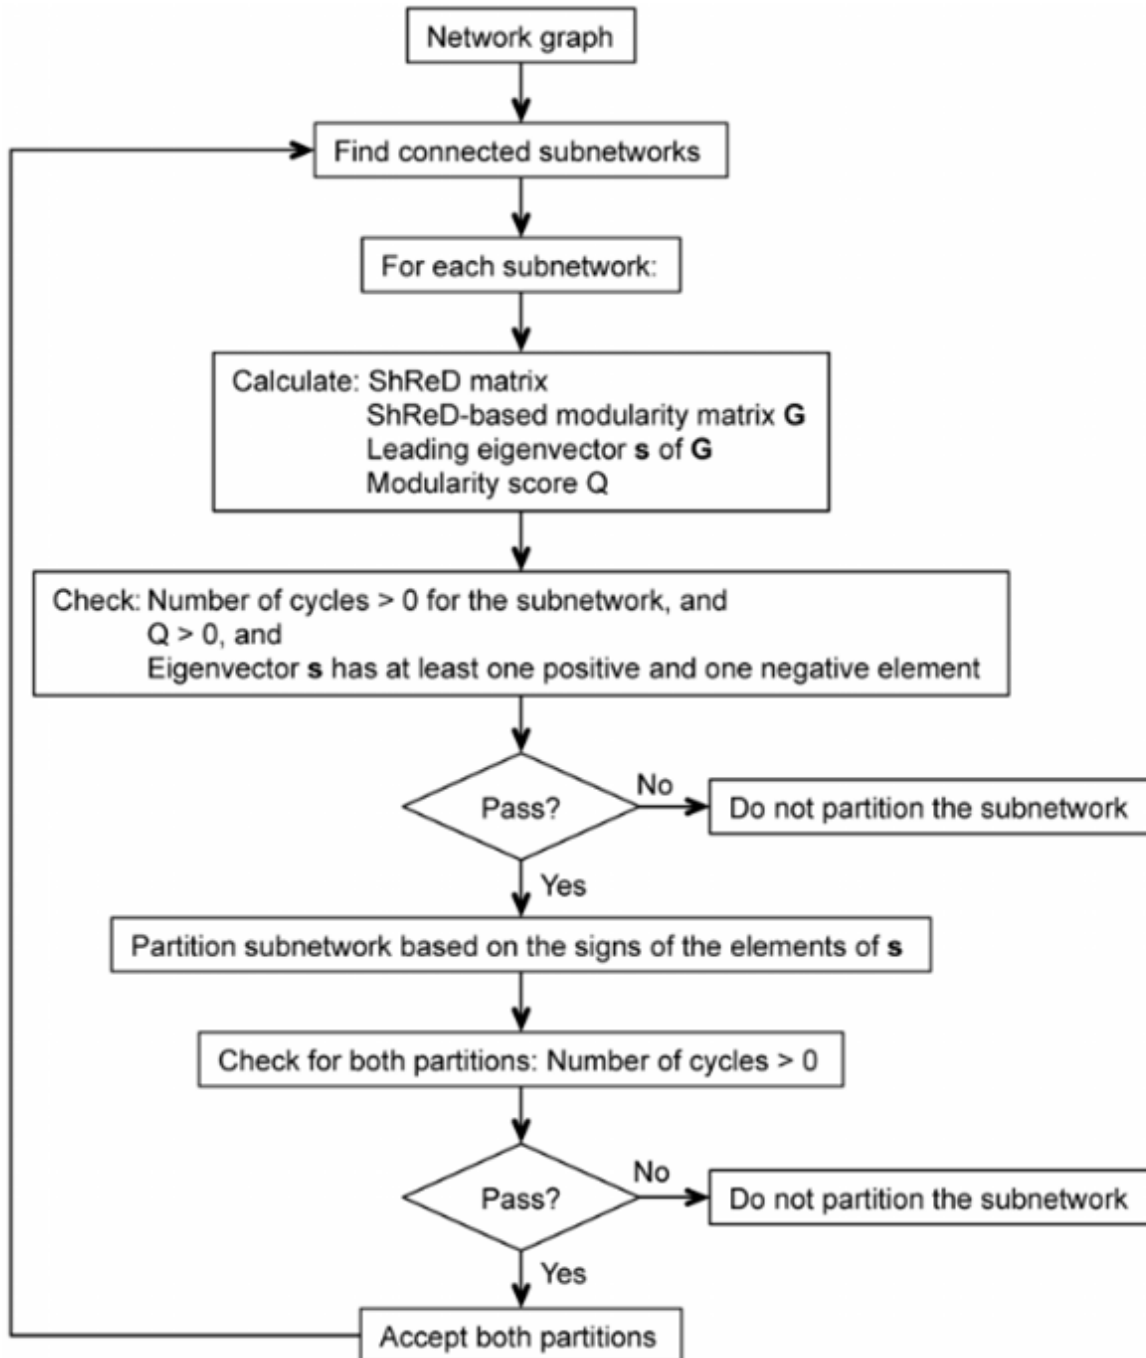 Network graph
Find connected subnetworks
For each subnetwork:
Calculate: ShReD matrix
ShReD-based modularity matrix G
Leading eigenvector s of G
Modularity score Q
Check: Number of cycles > 0 for the subnetwork, and
Q > 0, and
Eigenvector s has at least one positive and one negative element
Pass?
No
Do not partition the subnetwork
Yes
Partition subnetwork based on the signs of the elements of s
Check for both partitions: Number of cycles > 0
Pass?
No
Do not partition the subnetwork
Yes
Accept both partitions